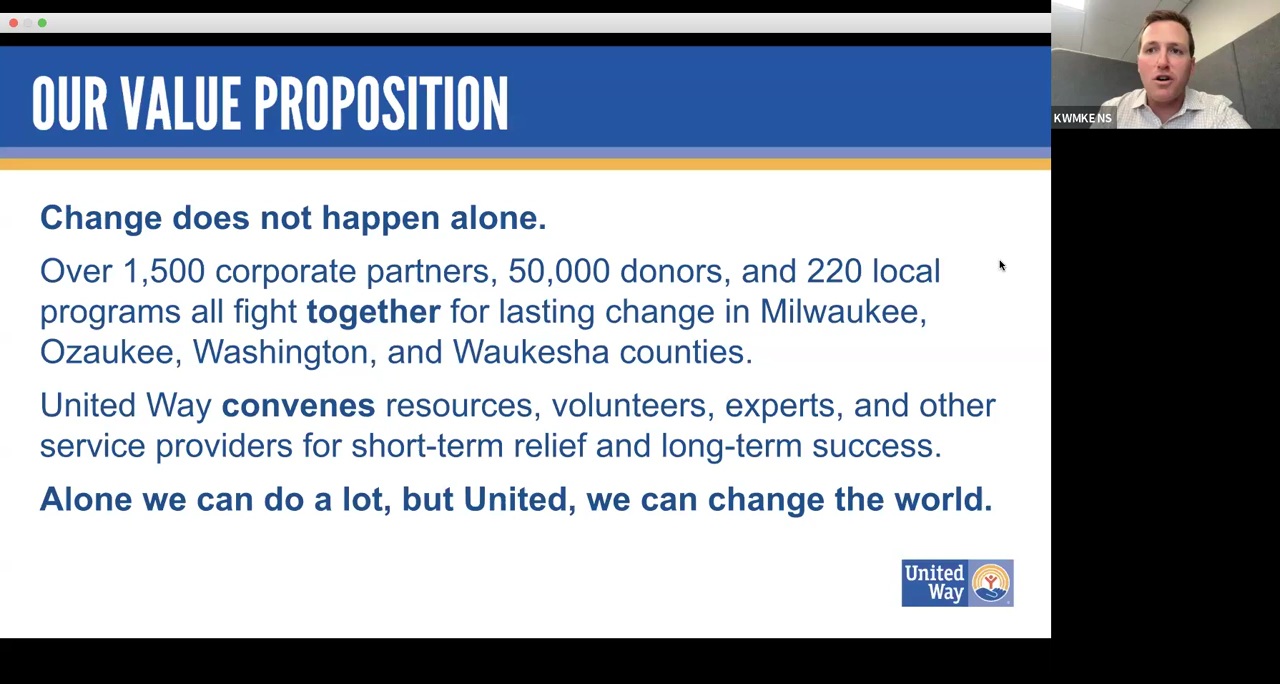 OUR VALUE PROPOSITION
KWMKENS
Change does not happen alone.
Over 1,500 corporate partners, 50,000 donors, and 220 local
programs all fight together for lasting change in Milwaukee,
Ozaukee, Washington, and Waukesha counties.
United Way convenes resources, volunteers, experts, and other
service providers for short-term relief and long-term success.
Alone we can do a lot, but United, we can change the world.
United
Way